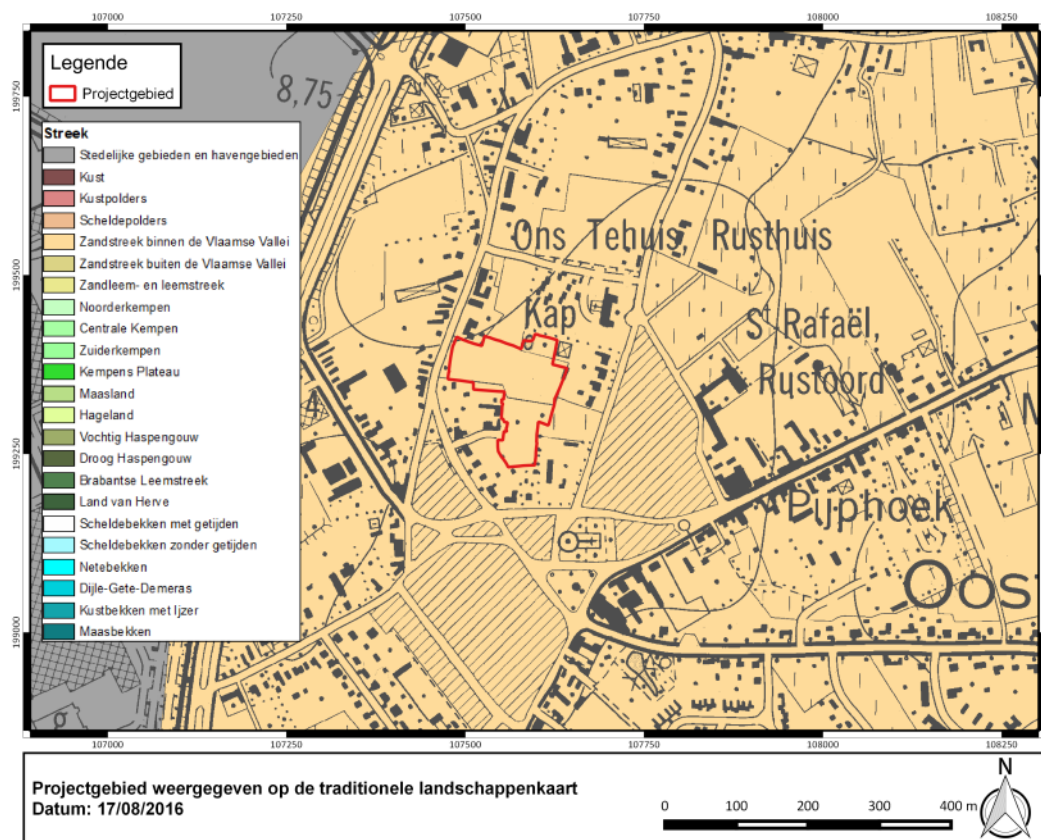 107000 107250 107500 107750 108000 108250
Legende
Projectgebied
8,75
199750
Streek
Stedelijke gebieden en havengebieden
Kust
Kustpolders
Scheldepolders
Zandstreek binnen de Vlaamse Vallei
Zandstreek buiten de Vlaamse Vallei
Zandleem- en leemstreek
Noorderkempen
Centrale Kempen
Zuiderkempen
Kempens Plateau
Maasland
Hageland
Vochtig Haspengouw
Droog Haspengouw
Brabantse Leemstreek
Land van Herve
Scheldebekken met getijden
Scheldebekken zonder getijden
Netebekken
Dijle-Gete-Demeras
Kustbekken met Ijzer
Maasbekken
Ons Tehuis, Rusthuis
199500
Kap
St Rafaël,
Rustoord
4
199250
Pijphoek
Oos
199000
107000 107250 107500 107750 108000 108250
Projectgebied weergegeven op de traditionele landschappenkaart
Datum: 17/08/2016
0 100 200 300 400 m
N